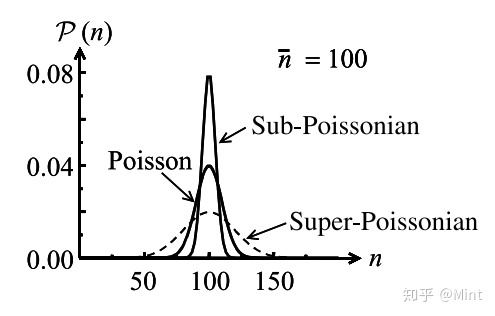 𝒫(n)
n̄ = 100
0.08
Sub-Poissonian
0.04
Poisson
Super-Poissonian
0.00
n
50 100 150
知乎 @Mint